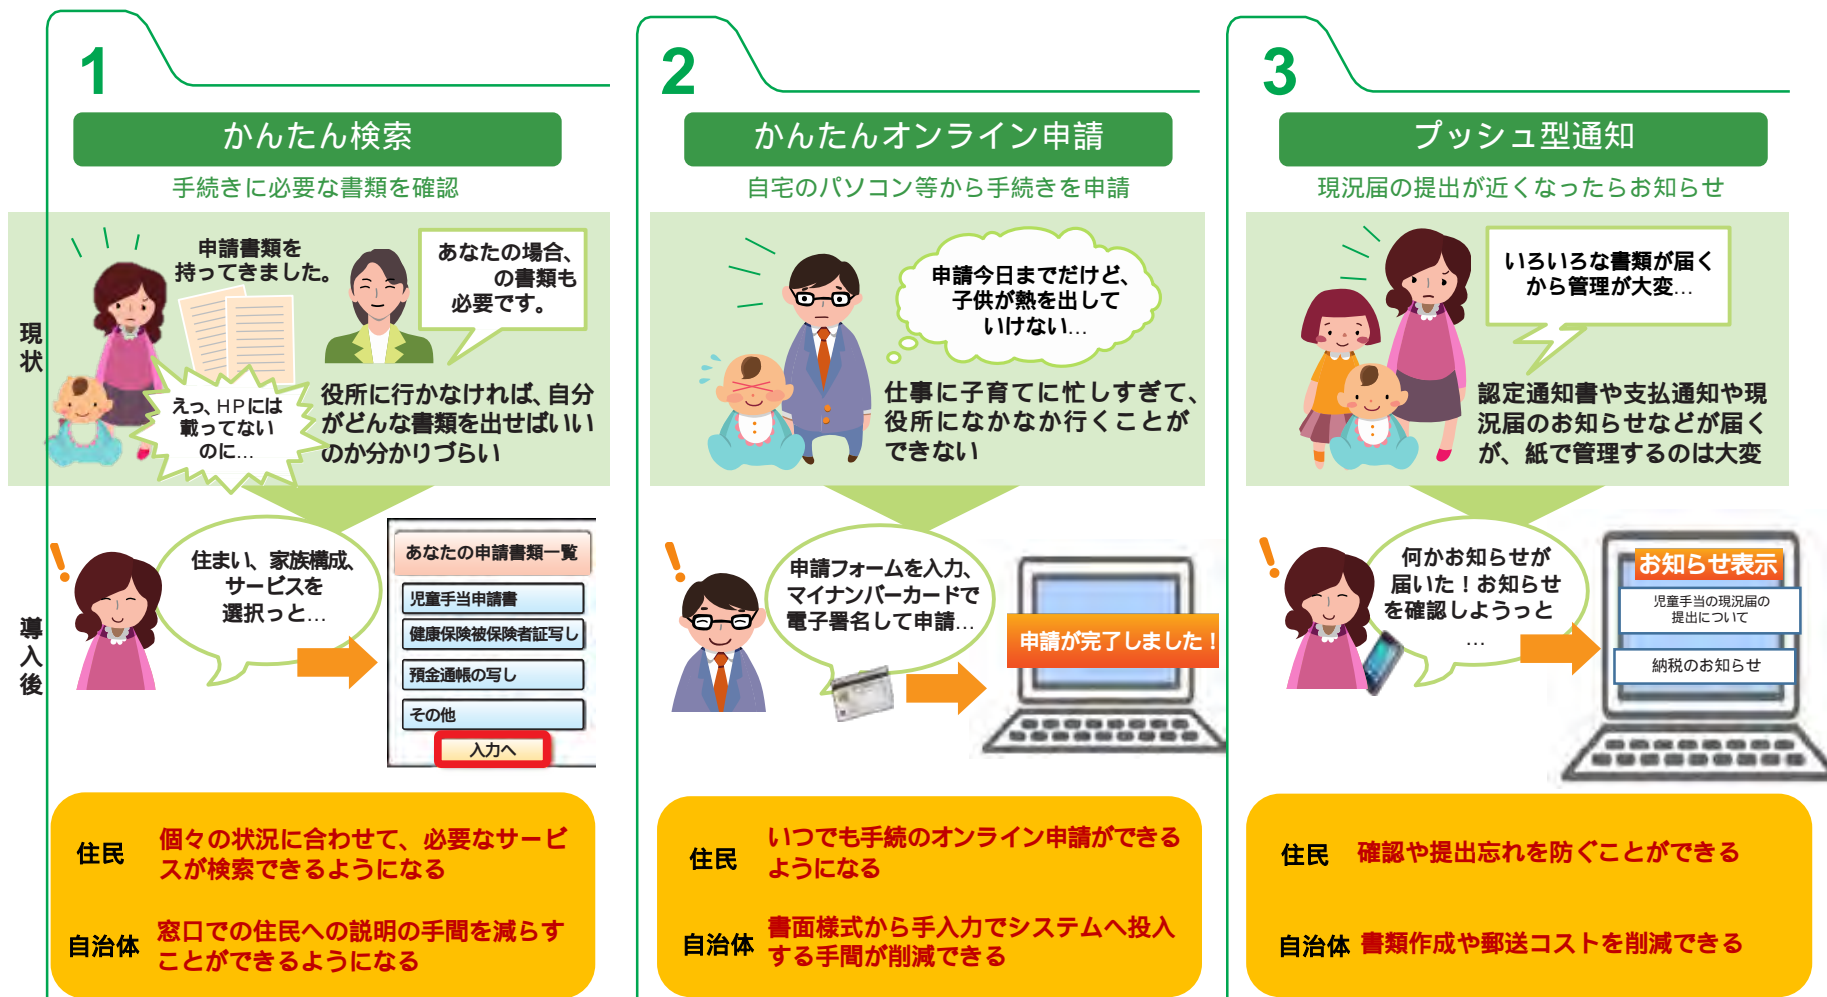 1
かんたん検索
手続きに必要な書類を確認
現状
申請書類を
持ってきました。
あなたの場合、
の書類も
必要です。
えっ、HPには
載ってない
のに…
役所に行かなければ、自分
がどんな書類を出せばいい
のか分かりづらい
導入後
住まい、家族構成、
サービスを
選択っと…
あなたの申請書類一覧
児童手当申請書
健康保険被保険者証写し
預金通帳の写し
その他
入力へ
住民
個々の状況に合わせて、必要なサービ
スが検索できるようになる
自治体
窓口での住民への説明の手間を減らす
ことができるようになる
2
かんたんオンライン申請
自宅のパソコン等から手続きを申請
申請今日までだけど、
子供が熱を出して
いけない…
仕事に子育てに忙しすぎて、
役所になかなか行くことが
できない
申請フォームを入力、
マイナンバーカードで
電子署名して申請…
申請が完了しました！
住民
いつでも手続のオンライン申請ができる
ようになる
自治体
書面様式から手入力でシステムへ投入
する手間が削減できる
3
プッシュ型通知
現況届の提出が近くなったらお知らせ
いろいろな書類が届く
から管理が大変…
認定通知書や支払通知や現
況届のお知らせなどが届く
が、紙で管理するのは大変
何かお知らせが
届いた！お知らせ
を確認しようっと
…
お知らせ表示
児童手当の現況届の
提出について
納税のお知らせ
住民
確認や提出忘れを防ぐことができる
自治体
書類作成や郵送コストを削減できる